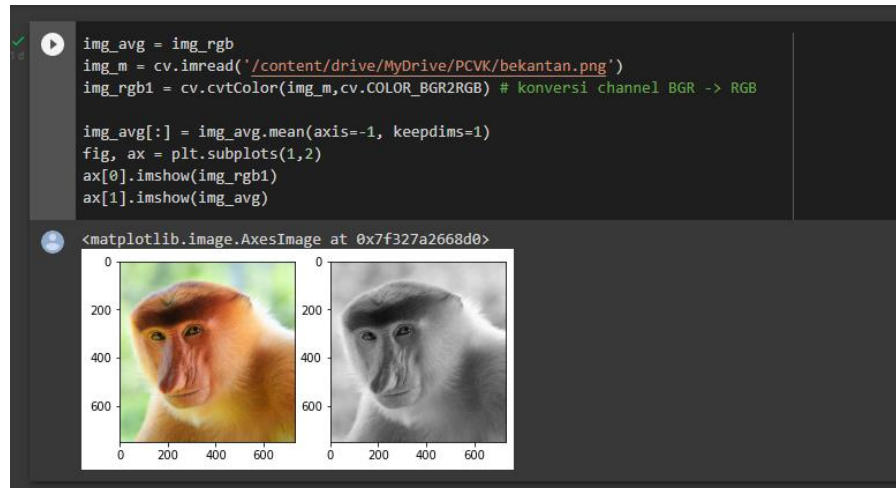 img_avg = img_rgb
img_m = cv.imread('/content/drive/MyDrive/PCVK/bekantan.png')
img_rgb1 = cv.cvtColor(img_m,cv.COLOR_BGR2RGB) # konversi channel BGR -> RGB
img_avg[:] = img_avg.mean(axis=-1, keepdims=1)
fig, ax = plt.subplots(1,2)
ax[0].imshow(img_rgb1)
ax[1].imshow(img_avg)
<matplotlib.image.AxesImage at 0x7f327a2668d0>
0 0
200 200
400 400
600 600
0 200 400 600 0 200 400 600